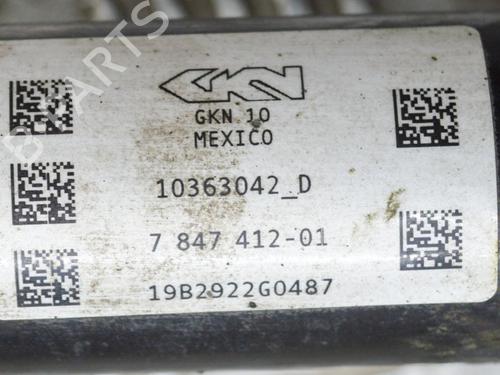 GKN
GKN 10
MEXICO
10363042_D
7 847 412-01
19B2922G0487
PARTS